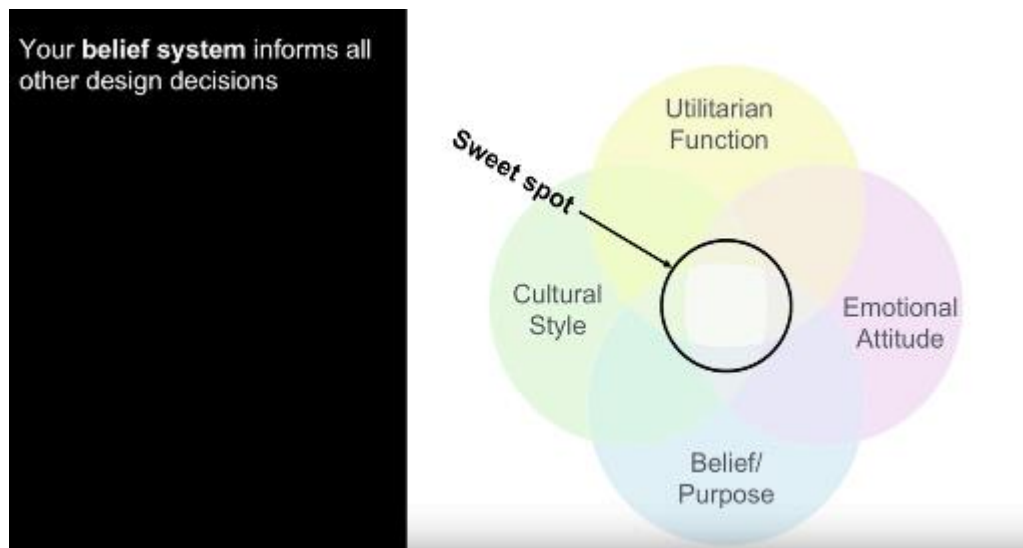 Your belief system informs all
other design decisions
Sweet spot
Utilitarian
Function
Cultural
Style
Emotional
Attitude
Belief/
Purpose